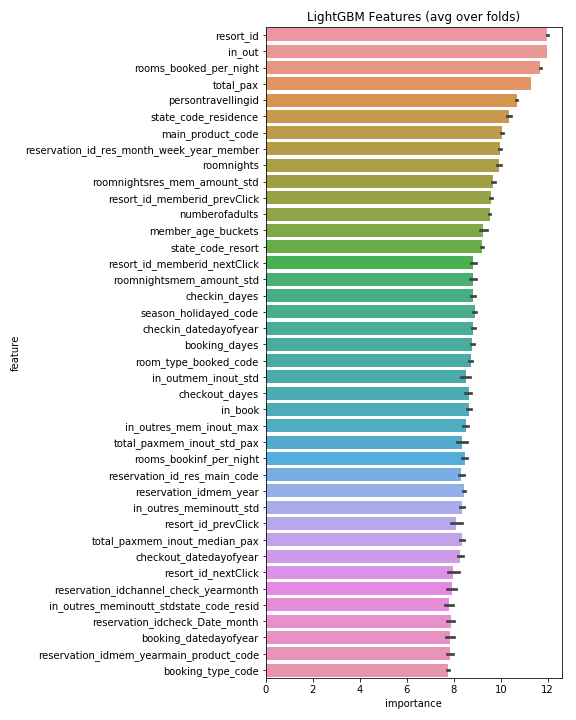 LightGBM Features (avg over folds)
resort_id
in_out
rooms_booked_per_night
total_pax
persontravellingid
state_code_residence
main_product_code
reservation_id_res_month_week_year_member
roomnights
roomnightsres_mem_amount_std
resort_id_memberid_prevClick
numberofadults
member_age_buckets
state_code_resort
resort_id_memberid_nextClick
roomnightsmem_amount_std
checkin_dayes
season_holidayed_code
checkin_datedayofyear
booking_dayes
room_type_booked_code
in_outmem_inout_std
checkout_dayes
in_book
in_outres_mem_inout_max
total_paxmem_inout_std_pax
rooms_bookinf_per_night
reservation_id_res_main_code
reservation_idmem_year
in_outres_meminoutt_std
resort_id_prevClick
total_paxmem_inout_median_pax
checkout_datedayofyear
resort_id_nextClick
reservation_idchannel_check_yearmonth
in_outres_meminoutt_stdstate_code_resid
reservation_idcheck_Date_month
booking_datedayofyear
reservation_idmem_yearmain_product_code
booking_type_code
feature
0 2 4 6 8 10 12
importance